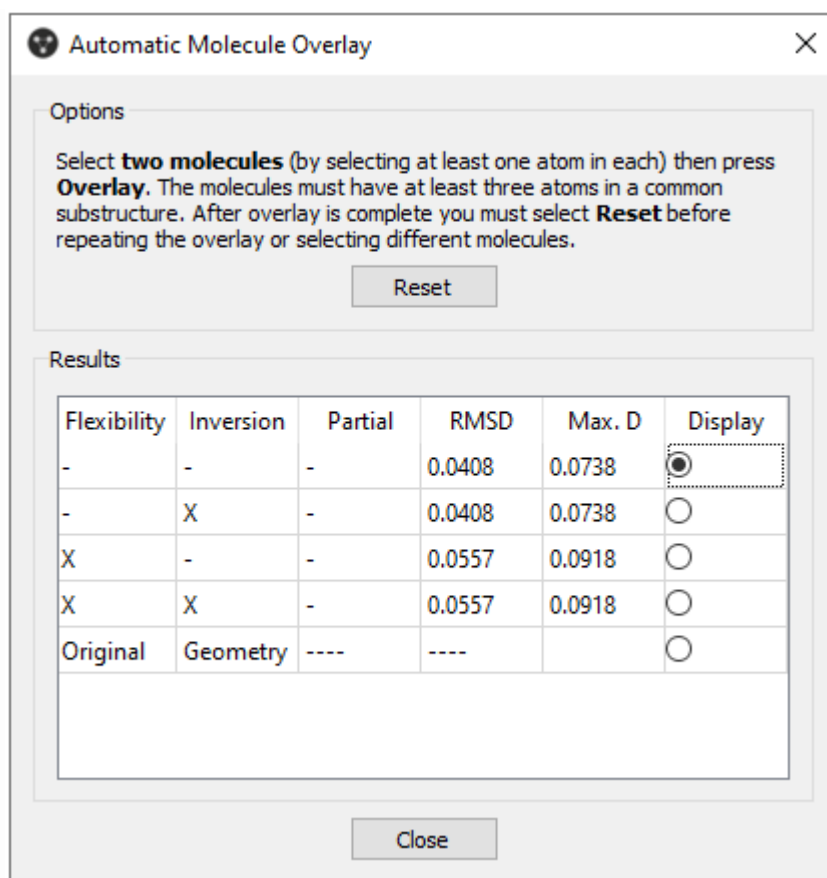 Automatic Molecule Overlay
Options
Select two molecules (by selecting at least one atom in each) then press
Overlay. The molecules must have at least three atoms in a common
substructure. After overlay is complete you must select Reset before
repeating the overlay or selecting different molecules.
Reset
Results
Flexibility Inversion Partial RMSD Max. D Display
- - - 0.0408 0.0738
- X - 0.0408 0.0738
X - - 0.0557 0.0918
X X - 0.0557 0.0918
Original Geometry ---- ----
Close